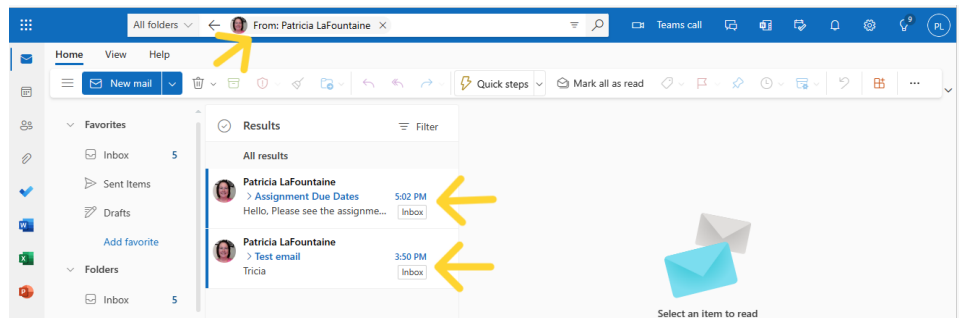 All folders
From: Patricia LaFountaine
Teams call
9
PL
Home View Help
New mail
Quick steps
Mark all as read
Favorites
Inbox 5
Sent Items
Drafts
Add favorite
Folders
Inbox 5
Results
Filter
All results
Patricia LaFountaine
Assignment Due Dates 5:02 PM
Hello, Please see the assignme... Inbox
Patricia LaFountaine
Test email 3:50 PM
Tricia Inbox
Select an item to read